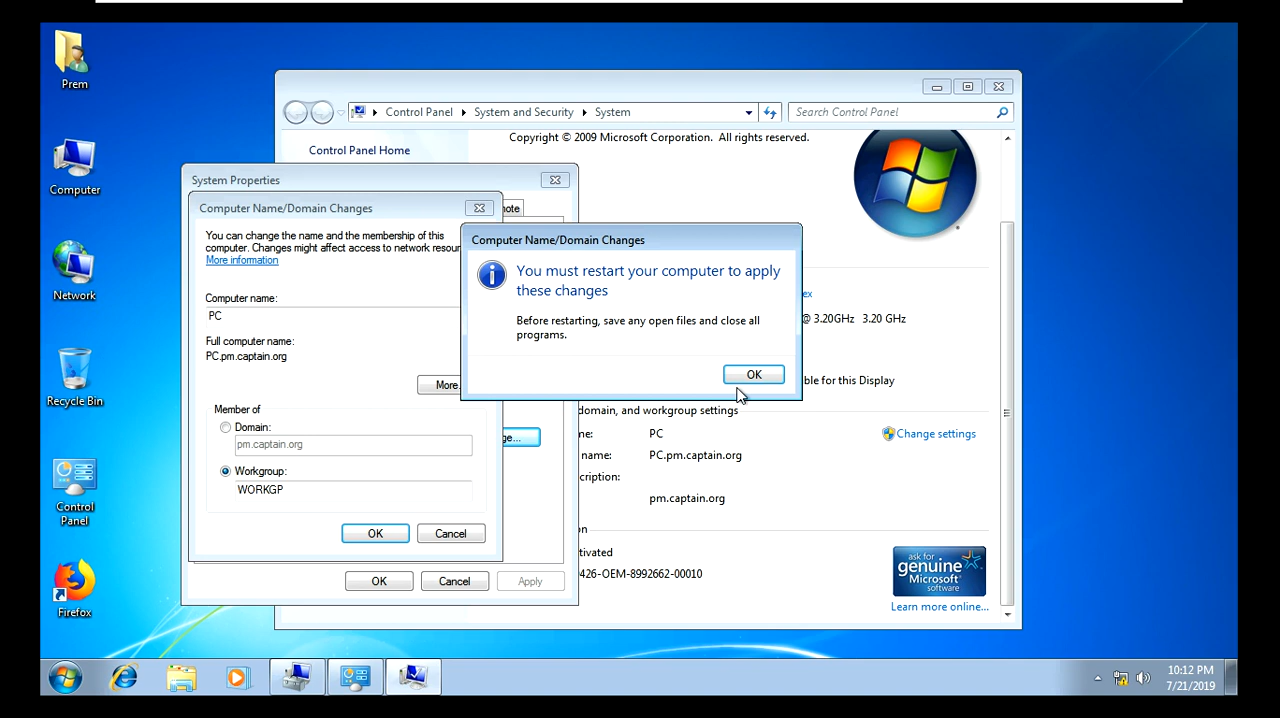 Prem
Computer
Network
Recycle Bin
Control
Panel
Firefox
Control Panel
System and Security
System
Search Control Panel
Control Panel Home
Copyright © 2009 Microsoft Corporation. All rights reserved.
System Properties
Computer Name/Domain Changes
You can change the name and the membership of this
computer. Changes might affect access to network
More information
Computer name:
PC
Full computer name:
PC.pm.captain.org
More
Member of
Domain:
pm.captain.org
Workgroup:
WORKGP
OK
Cancel
OK
Cancel
Apply
Computer Name/Domain Changes
You must restart your computer to apply
these changes
Before restarting, save any open files and close all
programs.
OK
@ 3.20GHz 3.20 GHz
for this Display
domain, and workgroup settings
PC
Change settings
name:
PC.pm.captain.org
pm.captain.org
426-OEM-8992662-00010
ask for
genuine
Microsoft
software
Learn more online...
10:12 PM
7/21/2019